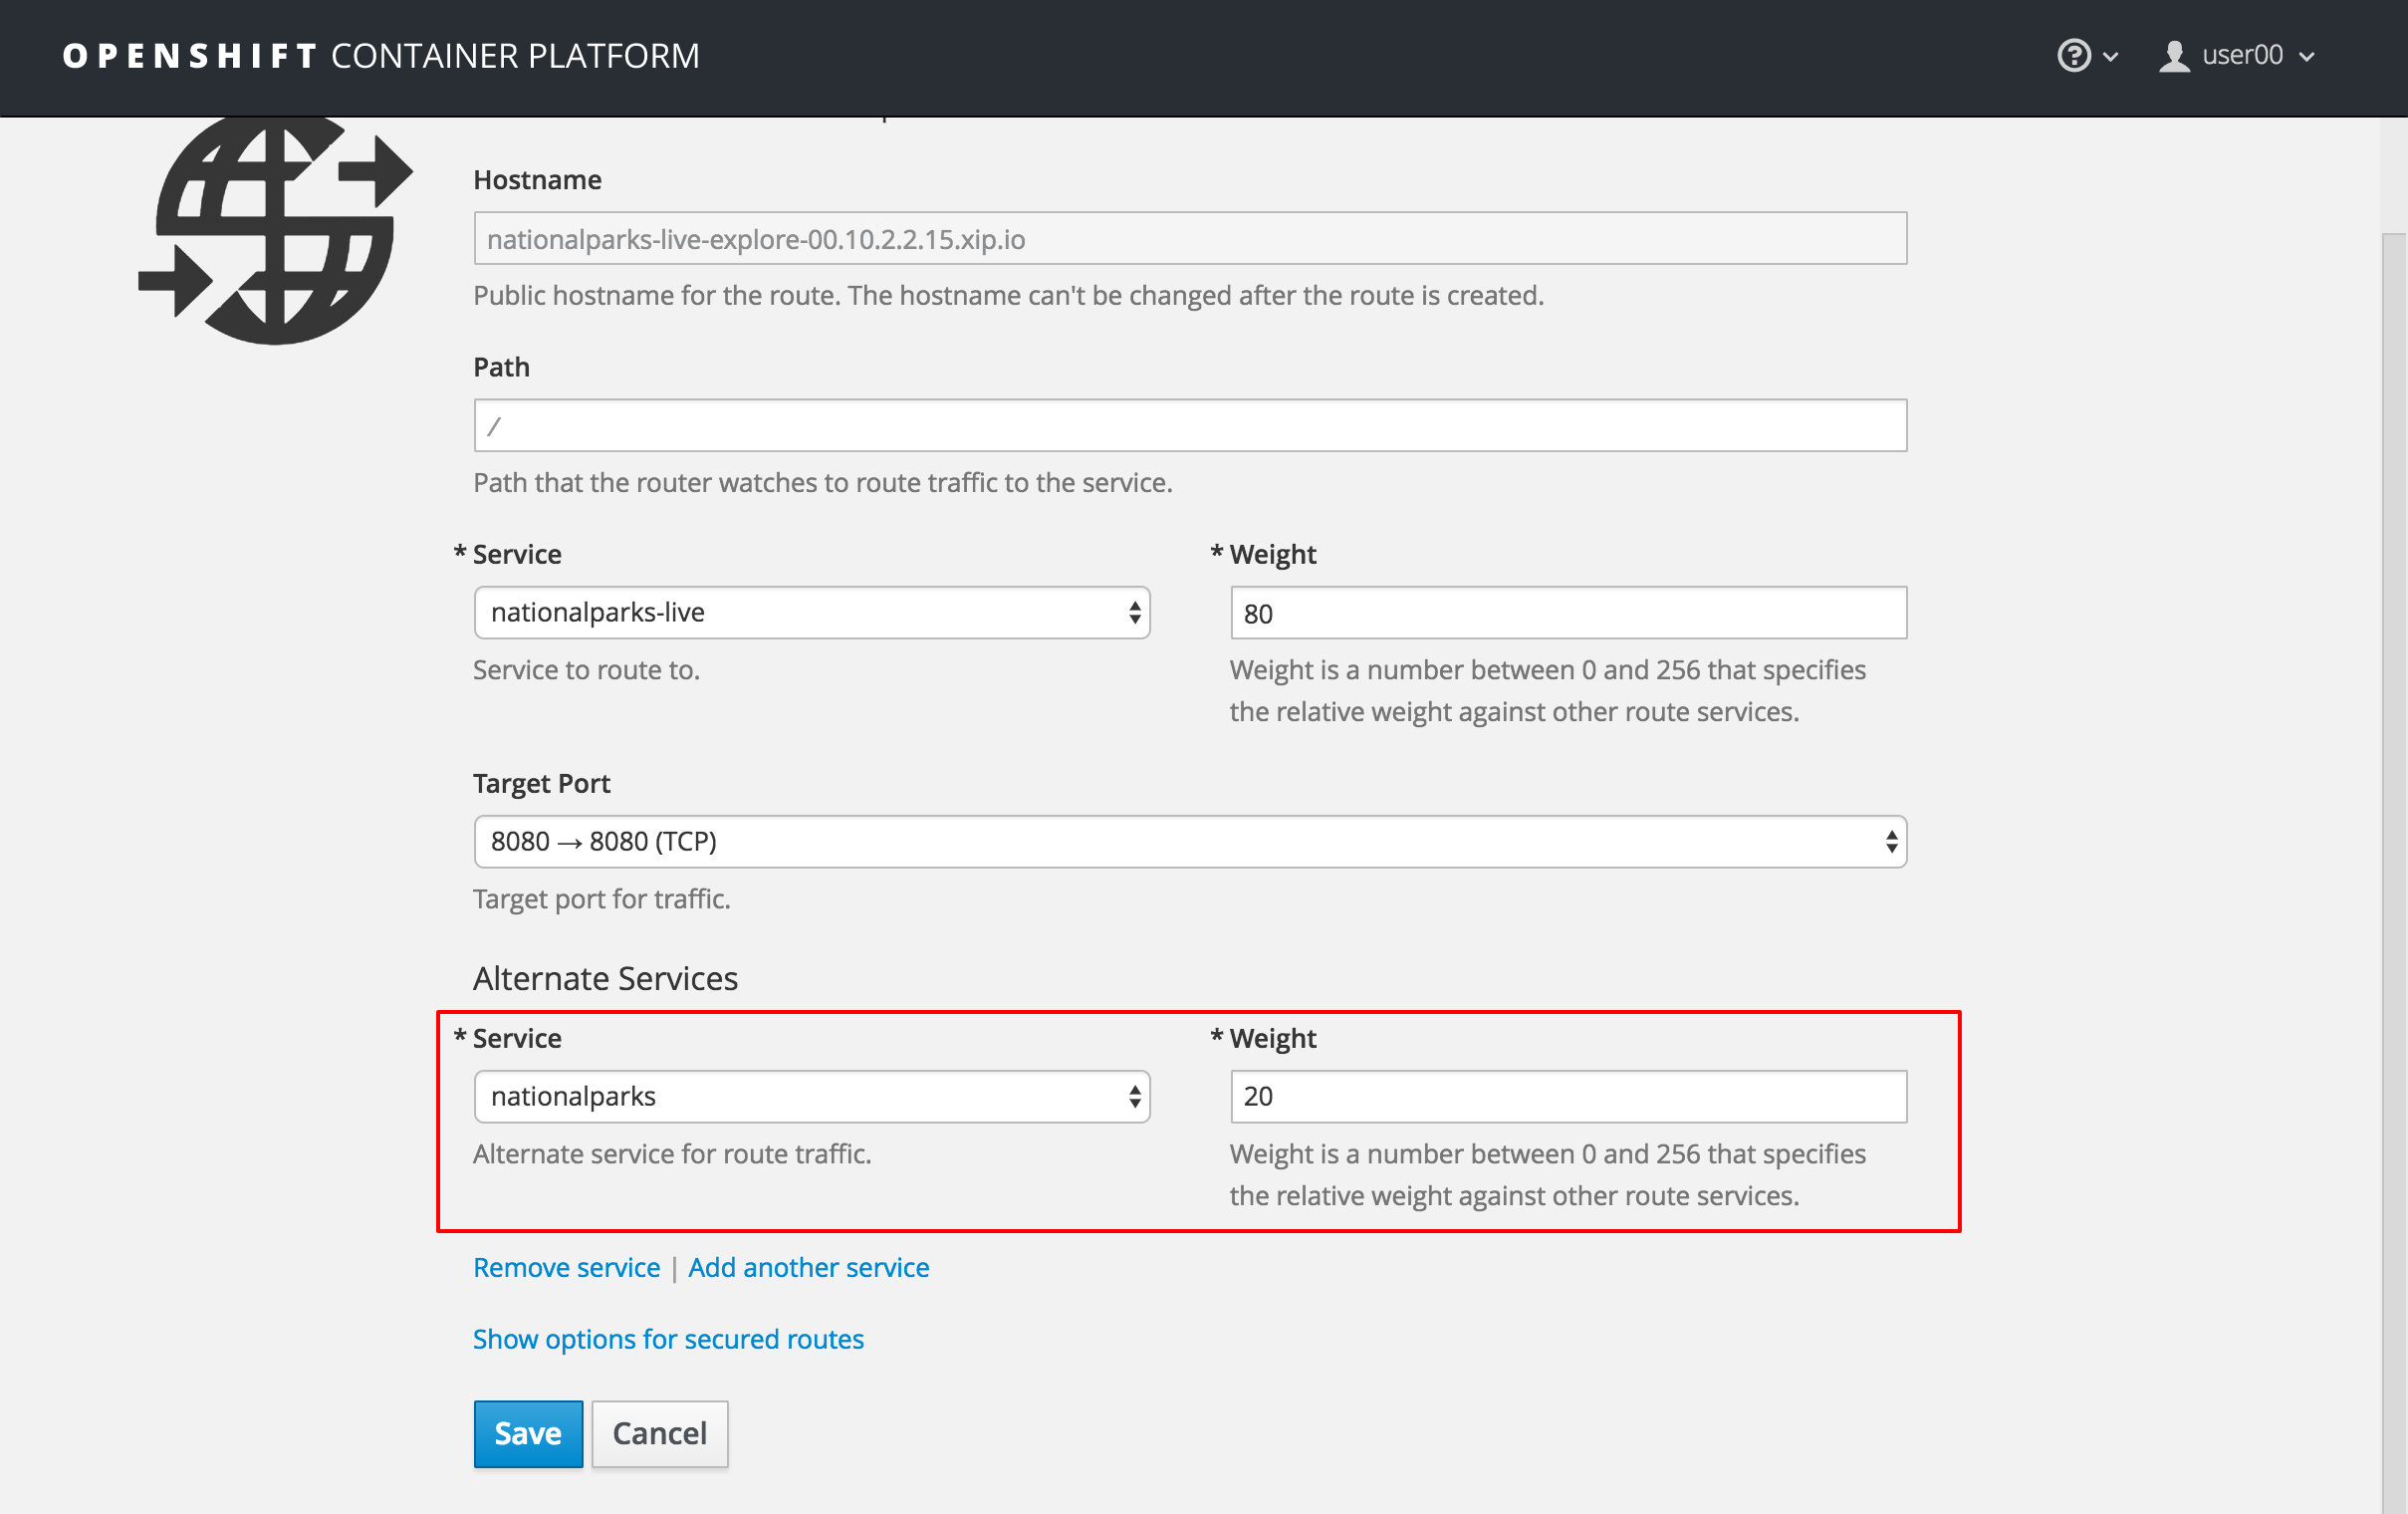 OPENSHIFT CONTAINER PLATFORM
user00
Hostname
nationalparks-live-explore-00.10.2.2.15.xip.io
Public hostname for the route. The hostname can't be changed after the route is created.
Path
/
Path that the router watches to route traffic to the service.
* Service
* Weight
nationalparks-live
80
Service to route to.
Weight is a number between 0 and 256 that specifies
the relative weight against other route services.
Target Port
8080 → 8080 (TCP)
Target port for traffic.
Alternate Services
* Service
* Weight
nationalparks
20
Alternate service for route traffic.
Weight is a number between 0 and 256 that specifies
the relative weight against other route services.
Remove service | Add another service
Show options for secured routes
Save
Cancel